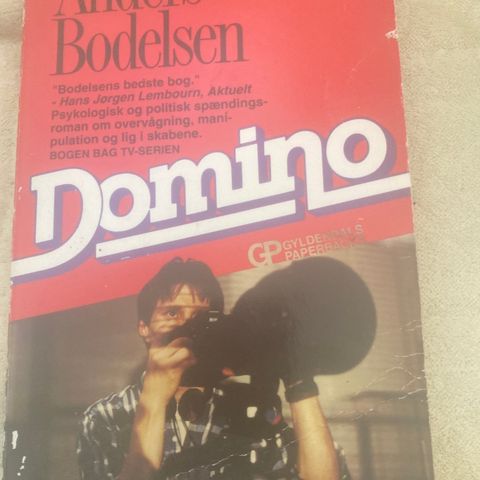 Anders
Bodelsen
"Bodelsens bedste bog."
- Hans Jørgen Lembourn, Aktuelt
Psykologisk og politisk spændings-
roman om overvågning, mani-
pulation og lig i skabene.
BOGEN BAG TV-SERIEN
Domino
GP GYLDENDALS
PAPERBACKS